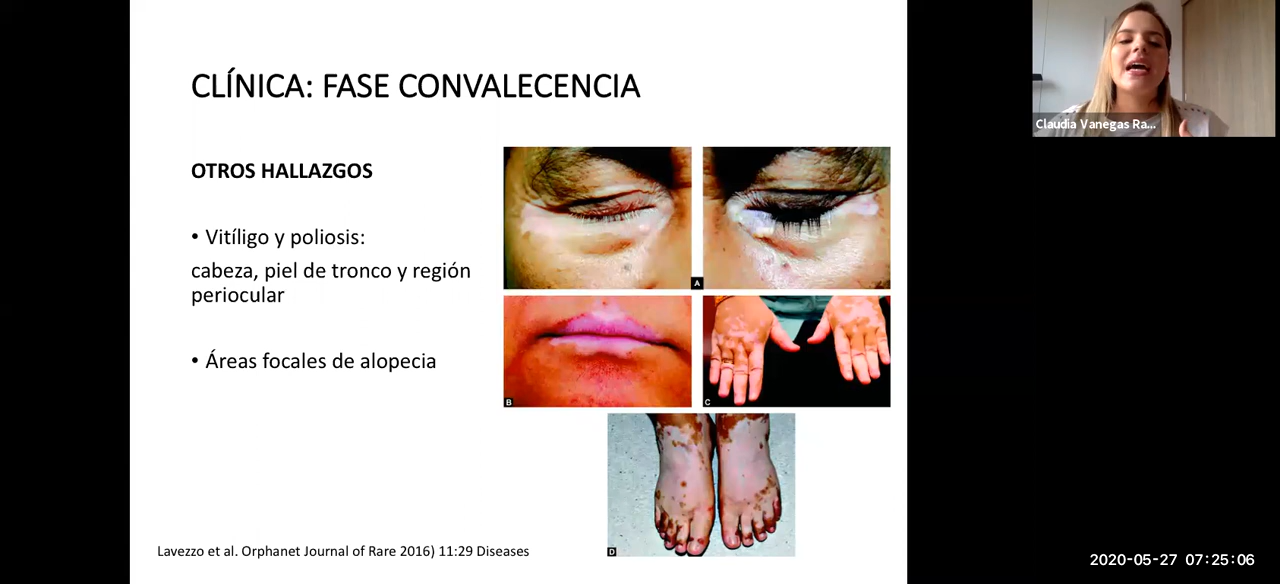 CLÍNICA: FASE CONVALECENCIA
OTROS HALLAZGOS
• Vitíligo y poliosis:
cabeza, piel de tronco y región
periocular
• Áreas focales de alopecia
A
B
C
D
Lavezzo et al. Orphanet Journal of Rare 2016) 11:29 Diseases
Claudia Vanegas Ra...
2020-05-27 07:25:06